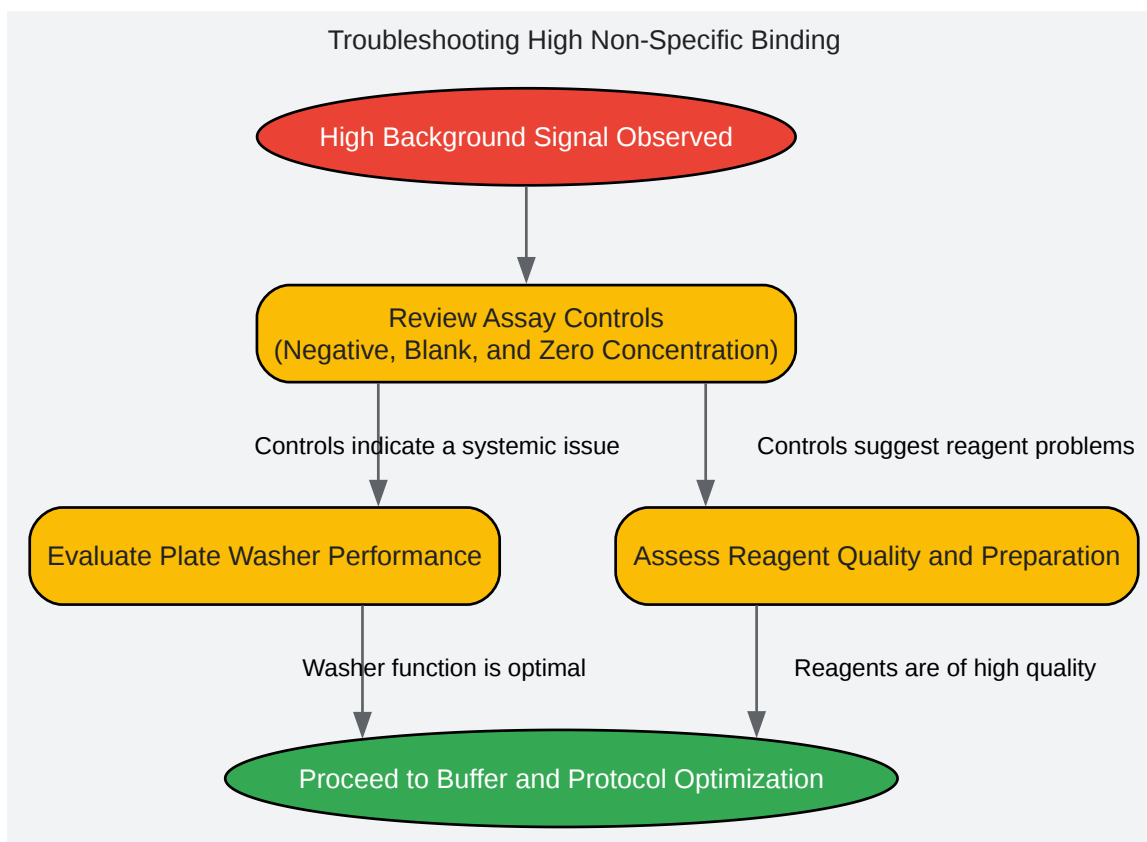 Troubleshooting High Non-Specific Binding
High Background Signal Observed
Review Assay Controls
(Negative, Blank, and Zero Concentration)
Controls indicate a systemic issue
Controls suggest reagent problems
Evaluate Plate Washer Performance
Assess Reagent Quality and Preparation
Washer function is optimal
Reagents are of high quality
Proceed to Buffer and Protocol Optimization